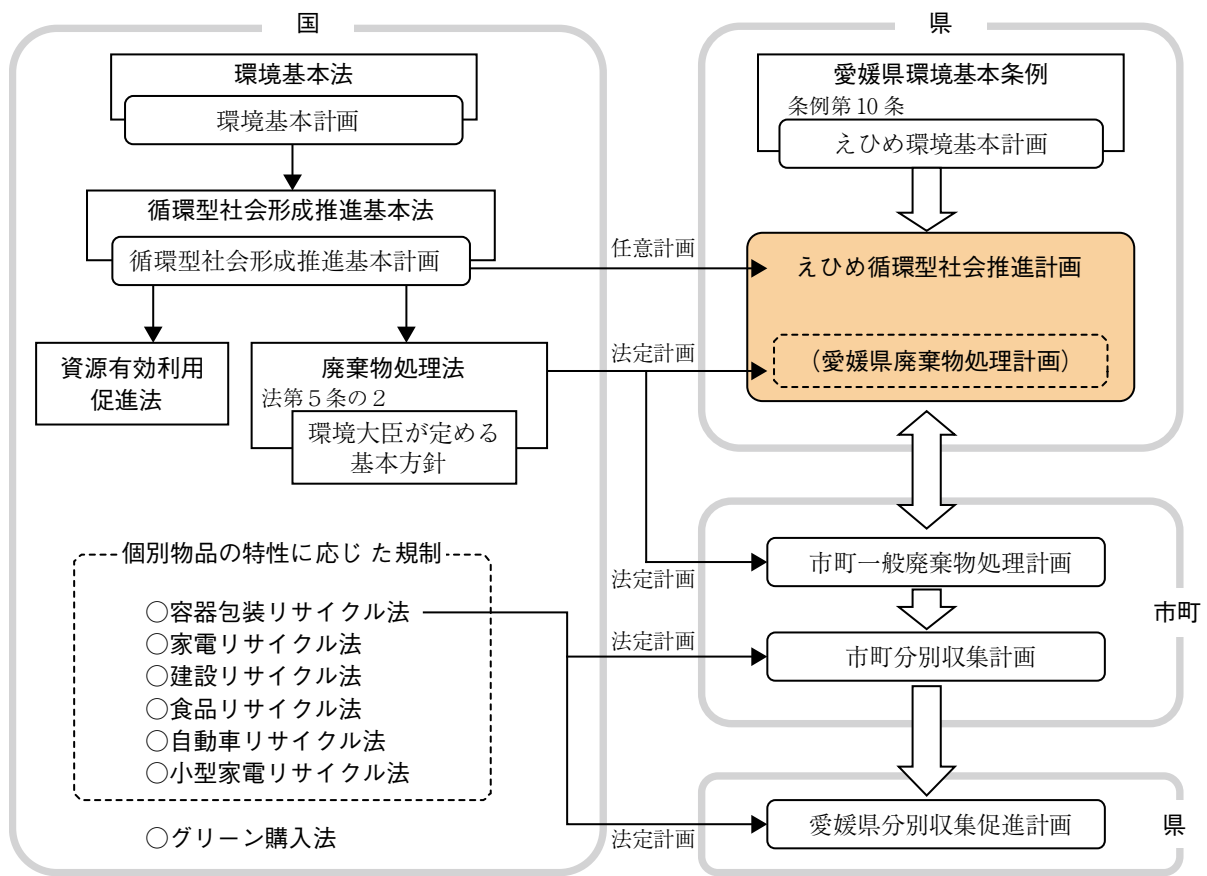 国
環境基本法
環境基本計画
循環型社会形成推進基本法
循環型社会形成推進基本計画
資源有効利用
促進法
廃棄物処理法
法第5条の2
環境大臣が定める
基本方針
個別物品の特性に応じた規制
○容器包装リサイクル法
○家電リサイクル法
○建設リサイクル法
○食品リサイクル法
○自動車リサイクル法
○小型家電リサイクル法
○グリーン購入法
任意計画
法定計画
法定計画
法定計画
法定計画
県
愛媛県環境基本条例
条例第10条
えひめ環境基本計画
えひめ循環型社会推進計画
（愛媛県廃棄物処理計画）
市町一般廃棄物処理計画
市町
市町分別収集計画
愛媛県分別収集促進計画
県